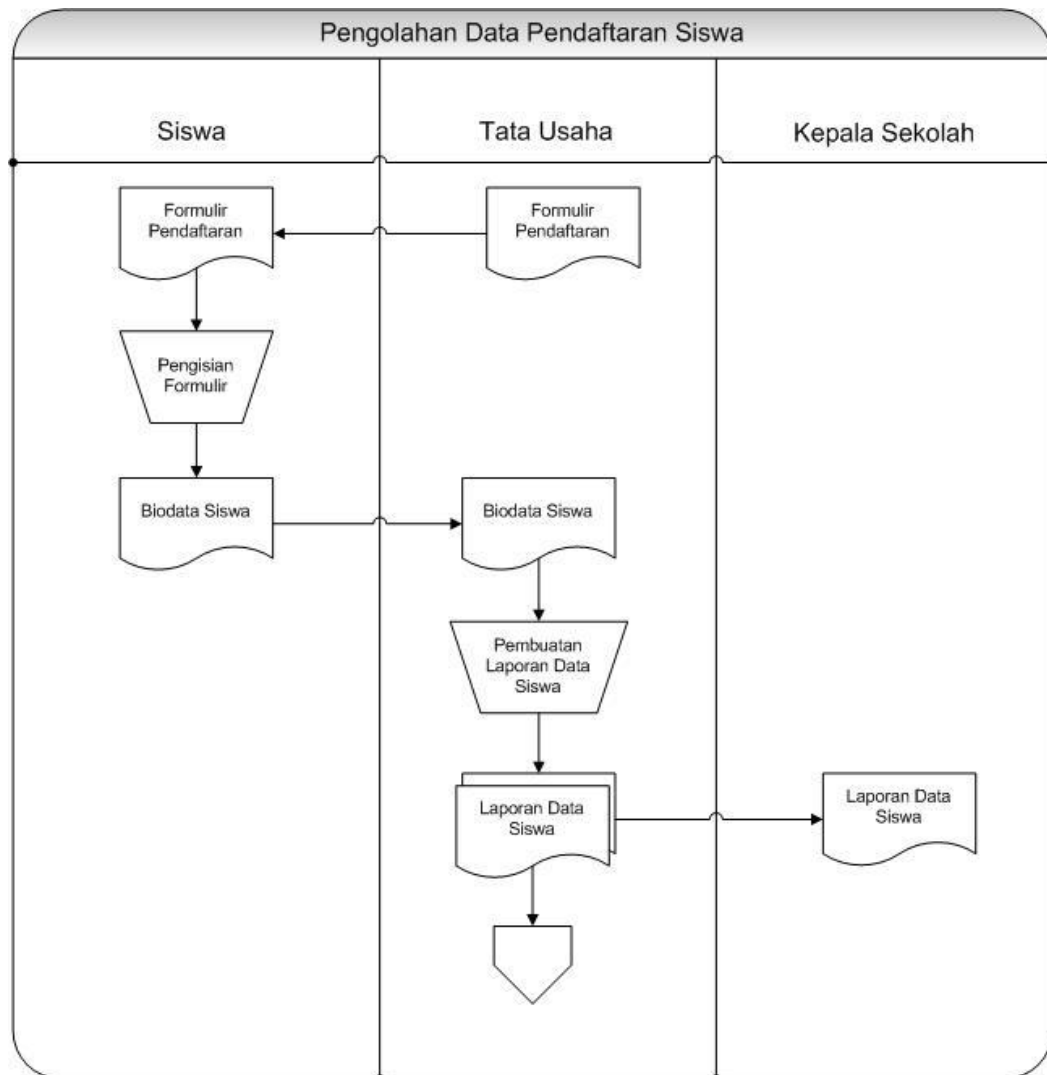 Pengolahan Data Pendaftaran Siswa
Siswa
Tata Usaha
Kepala Sekolah
Formulir
Pendaftaran
Formulir
Pendaftaran
Pengisian
Formulir
Biodata Siswa
Biodata Siswa
Pembuatan
Laporan Data
Siswa
Laporan Data
Siswa
Laporan Data
Siswa